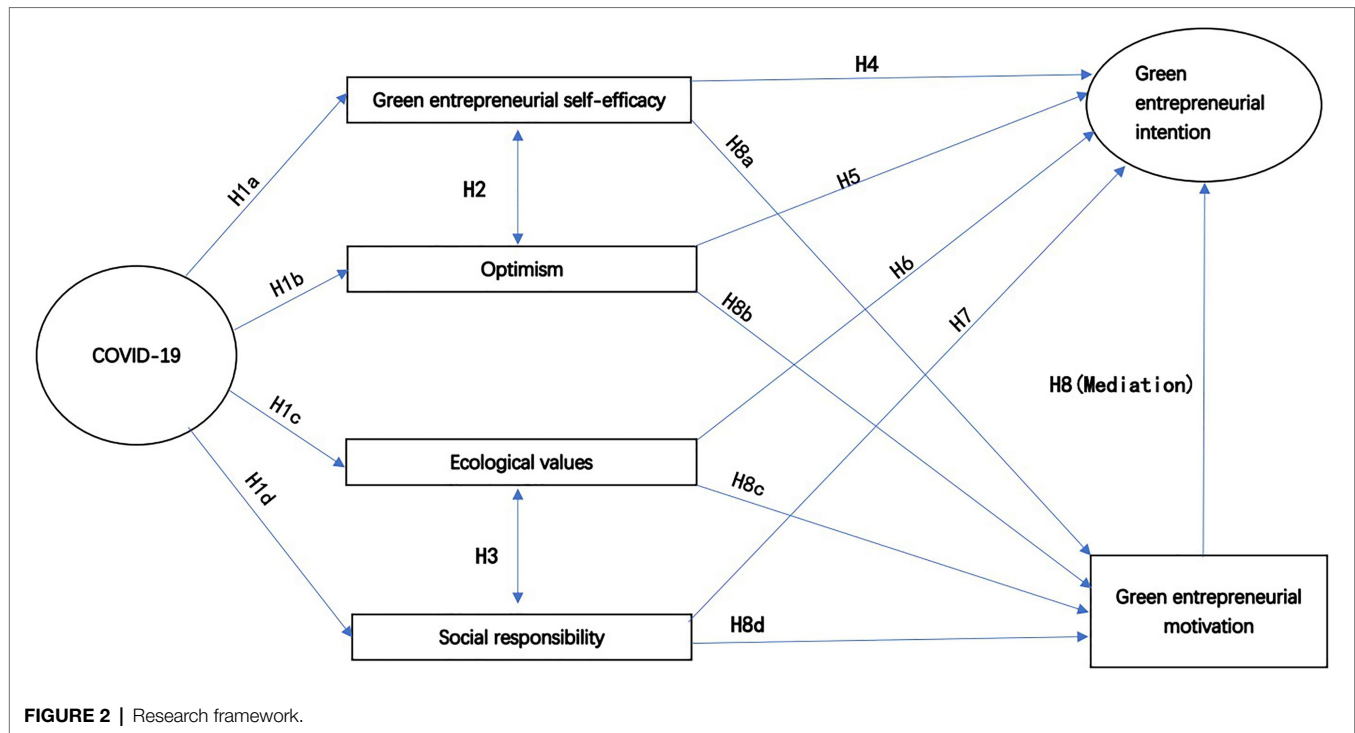 H4
Green
entrepreneurial
intention
Green entrepreneurial self-efficacy
H8a
H1a
H2
H5
Optimism
H6
H1b
H8b
H7
COVID-19
H8(Mediation)
H1c
Ecological values
H8c
H1d
H3
Green entrepreneurial
motivation
Social responsibility
H8d
FIGURE 2 | Research framework.